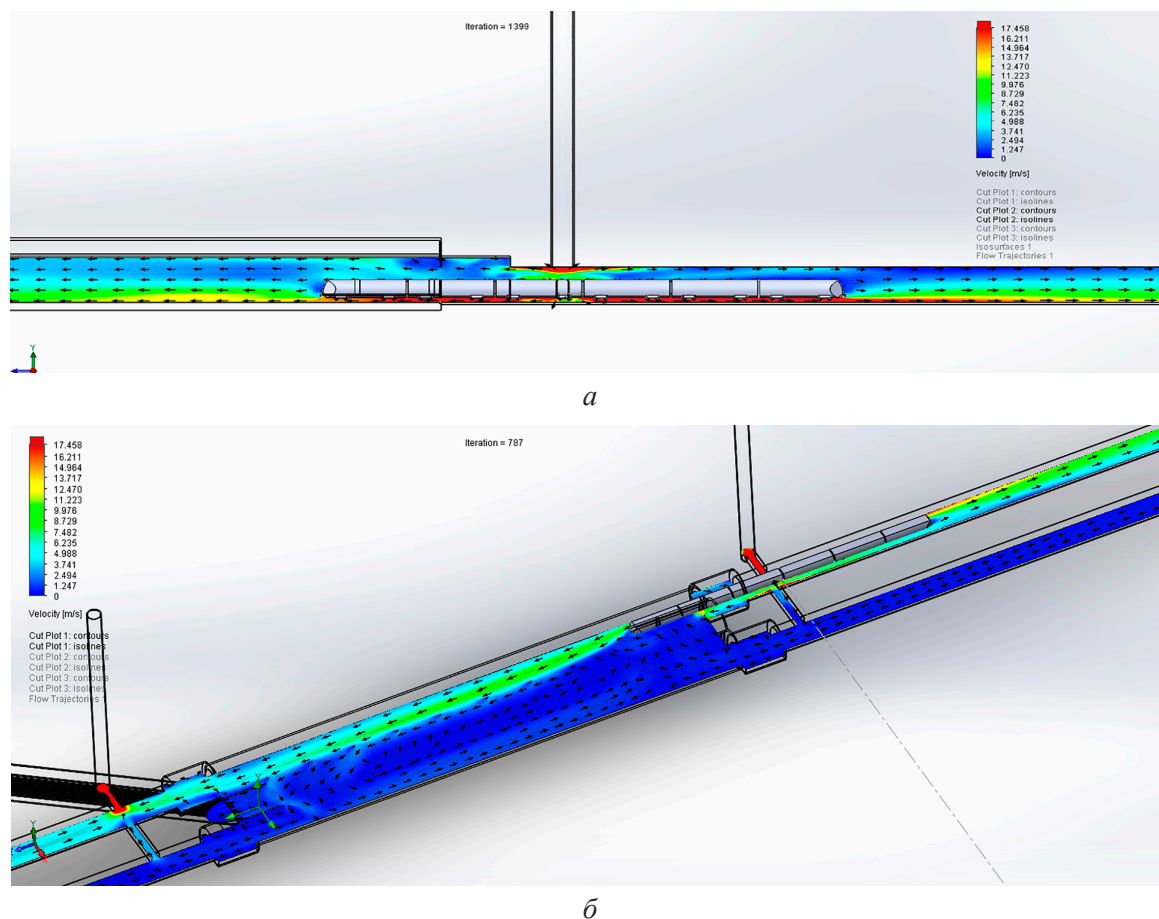 Iteration = 1399
17.458
16.211
14.964
13.717
12.470
11.223
9.976
8.729
7.482
6.235
4.988
3.741
2.494
1.247
0
Velocity [m/s]
Cut Plot 1: contours
Cut Plot 1: isolines
Cut Plot 2: contours
Cut Plot 2: isolines
Cut Plot 3: contours
Cut Plot 3: isolines
Isosurfaces 1
Flow Trajectories 1
Y
а
Iteration = 787
17.458
16.211
14.964
13.717
12.470
11.223
9.976
8.729
7.482
6.235
4.988
3.741
2.494
1.247
0
Velocity [m/s]
Cut Plot 1: contours
Cut Plot 1: isolines
Cut Plot 2: contours
Cut Plot 2: isolines
Cut Plot 3: contours
Cut Plot 3: isolines
Flow Trajectories 1
Y
Y
б